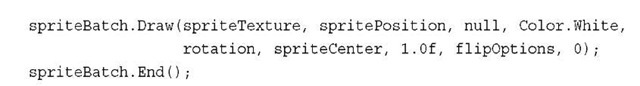 spriteBatch.Draw(spriteTexture, spritePosition, null, Color.White,
rotation, spriteCenter, 1.0f, flipOptions, 0);
spriteBatch.End();